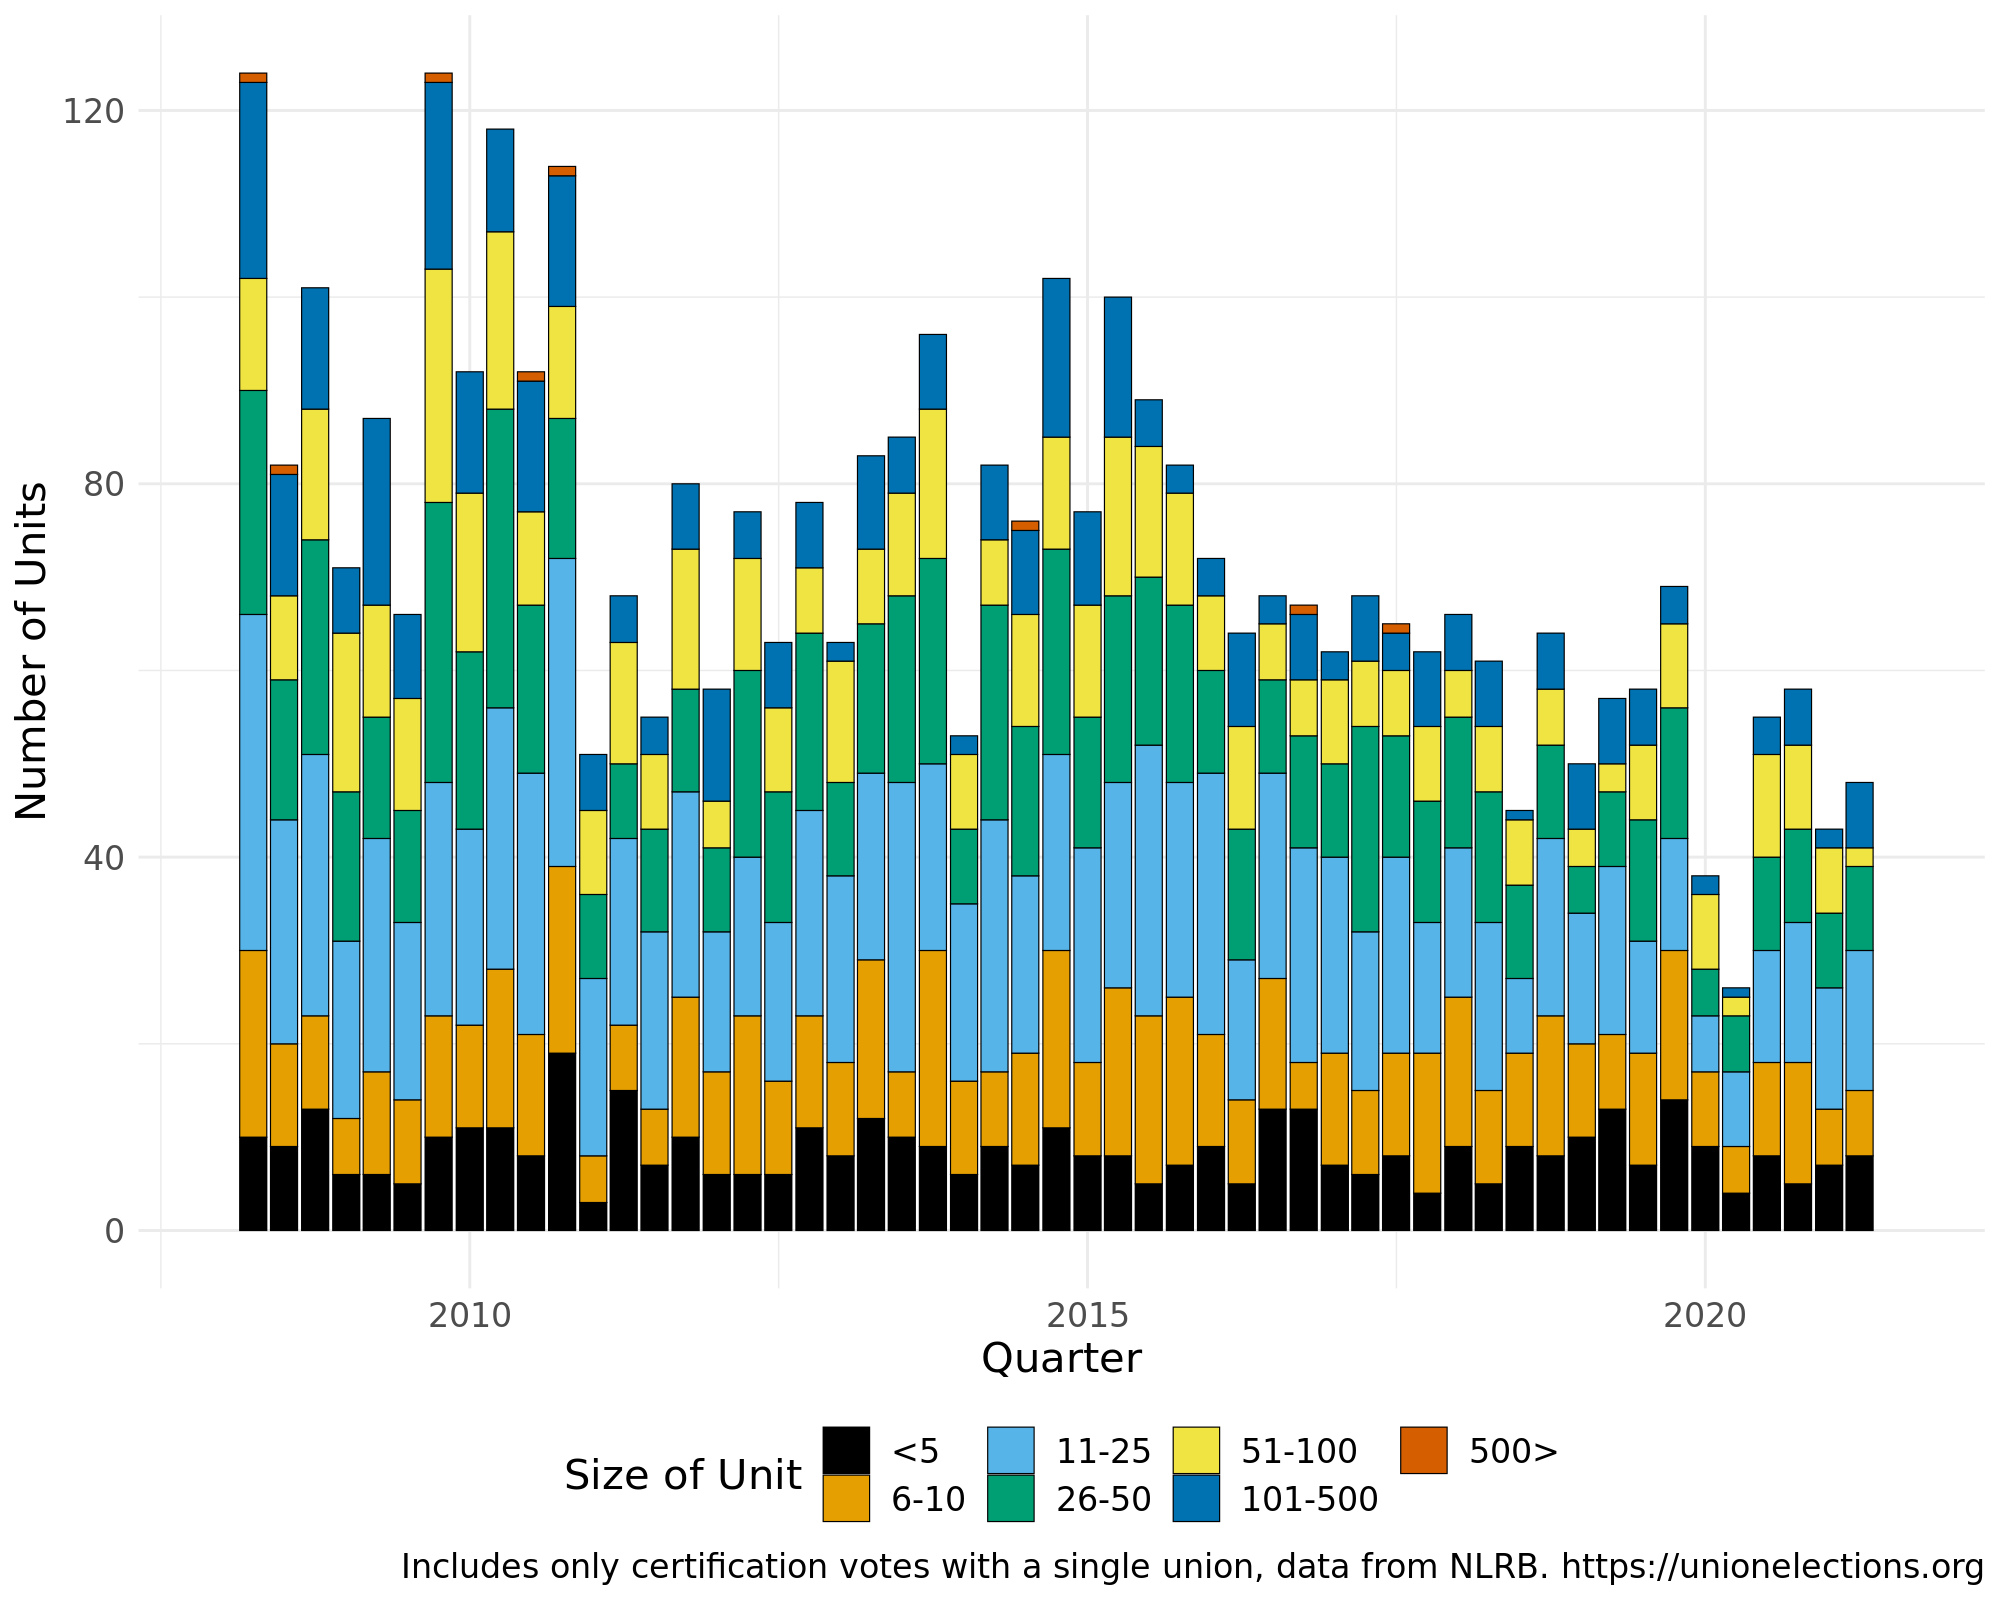 120
80
40
0
Number of Units
2010 2015 2020
Quarter
Size of Unit
<5 11-25 51-100 500>
6-10 26-50 101-500
Includes only certification votes with a single union, data from NLRB. https://unionelections.org